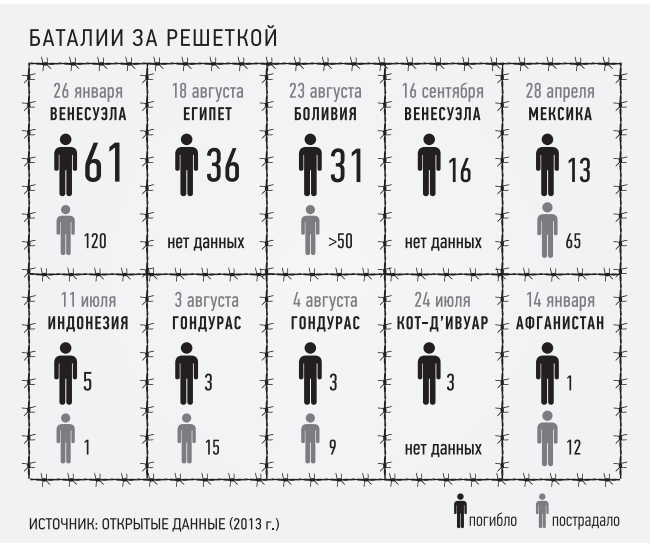 БАТАЛИИ ЗА РЕШЕТКОЙ
26 января
ВЕНЕСУЭЛА
61
120
18 августа
ЕГИПЕТ
36
нет данных
23 августа
БОЛИВИЯ
31
>50
16 сентября
ВЕНЕСУЭЛА
16
нет данных
28 апреля
МЕКСИКА
13
65
11 июля
ИНДОНЕЗИЯ
5
1
3 августа
ГОНДУРАС
3
15
4 августа
ГОНДУРАС
3
9
24 июля
КОТ-Д'ИВУАР
3
нет данных
14 января
АФГАНИСТАН
1
12
ИСТОЧНИК: ОТКРЫТЫЕ ДАННЫЕ (2013 г.)
погибло
пострадало